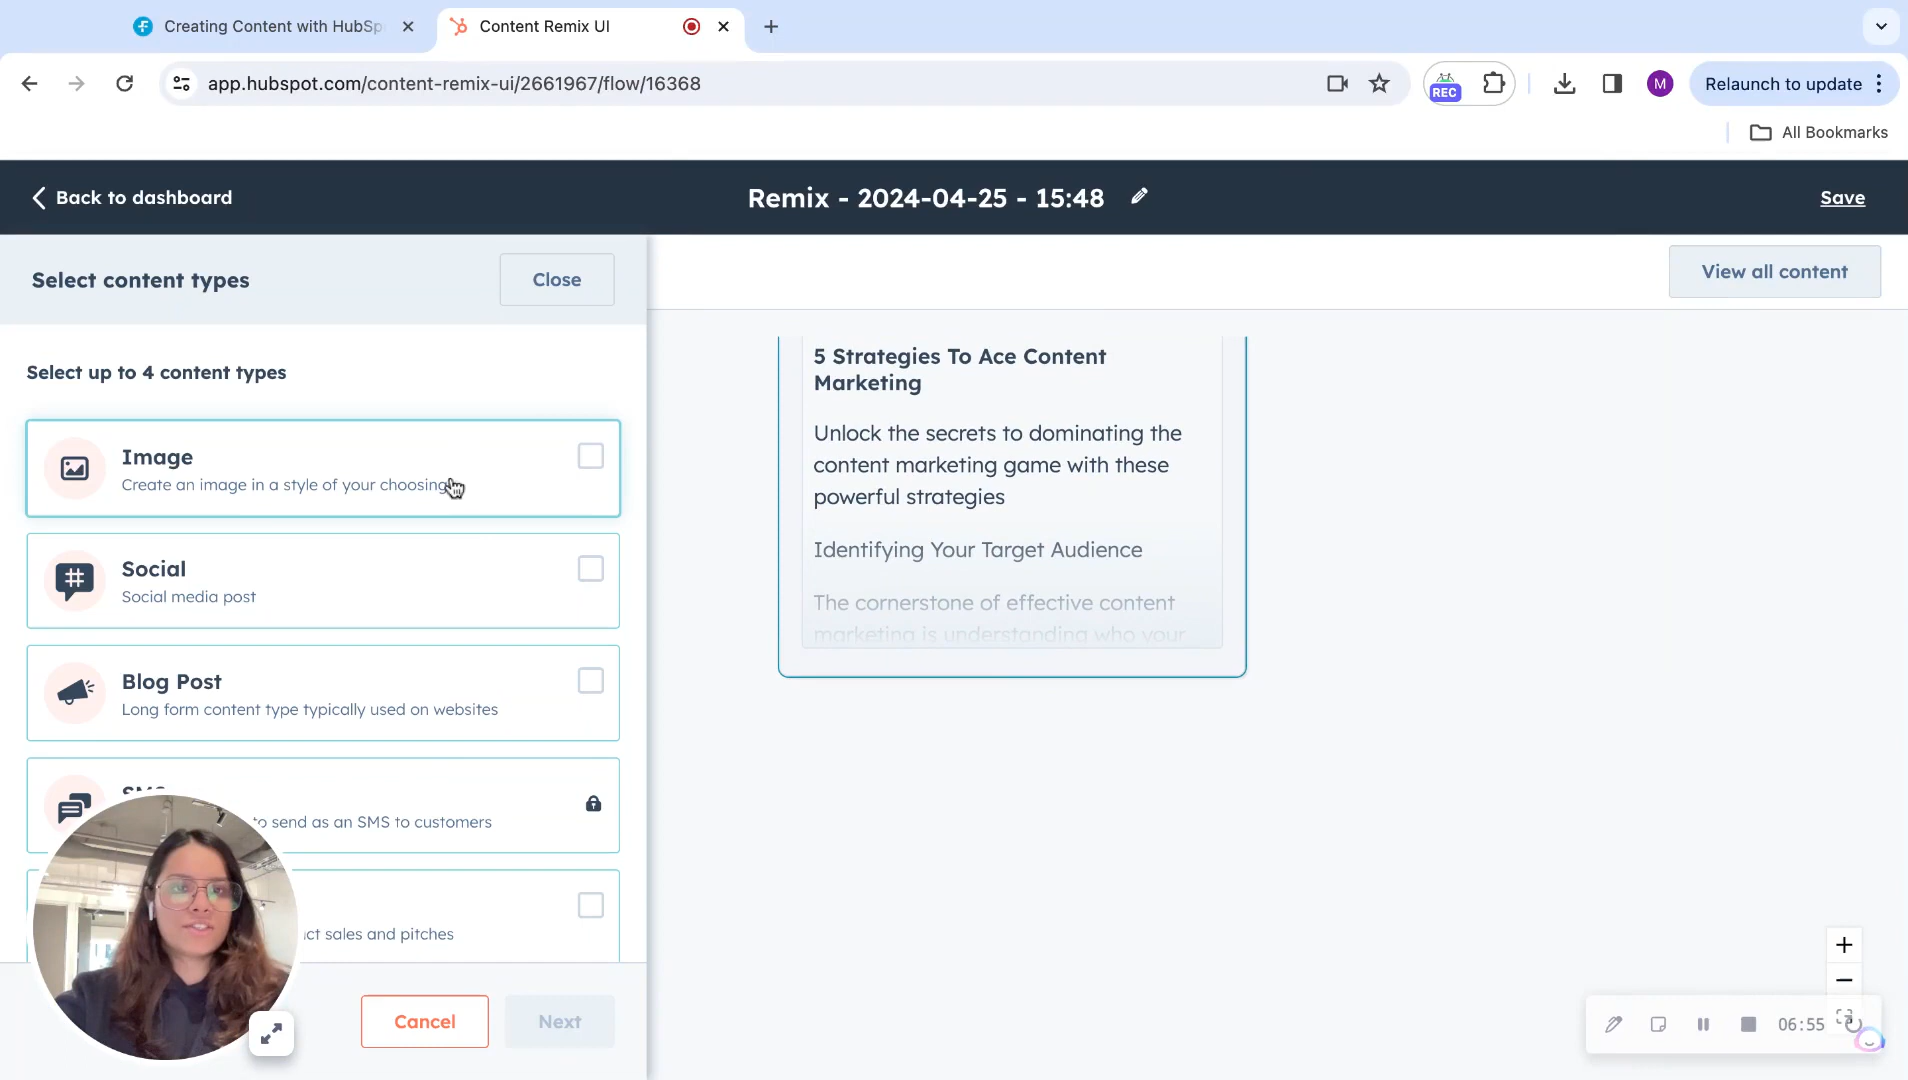 Creating Content with HubSp
Content Remix UI
app.hubspot.com/content-remix-ui/2661967/flow/16368
REC
M
Relaunch to update
All Bookmarks
Back to dashboard
Remix - 2024-04-25 - 15:48
Save
Select content types
Close
View all content
Select up to 4 content types
Image
Create an image in a style of your choosing
Social
Social media post
Blog Post
Long form content type typically used on websites
SMS
to send as an SMS to customers
sales and pitches
Cancel
Next
5 Strategies To Ace Content
Marketing
Unlock the secrets to dominating the
content marketing game with these
powerful strategies
Identifying Your Target Audience
The cornerstone of effective content
marketing is understanding who your
06:55